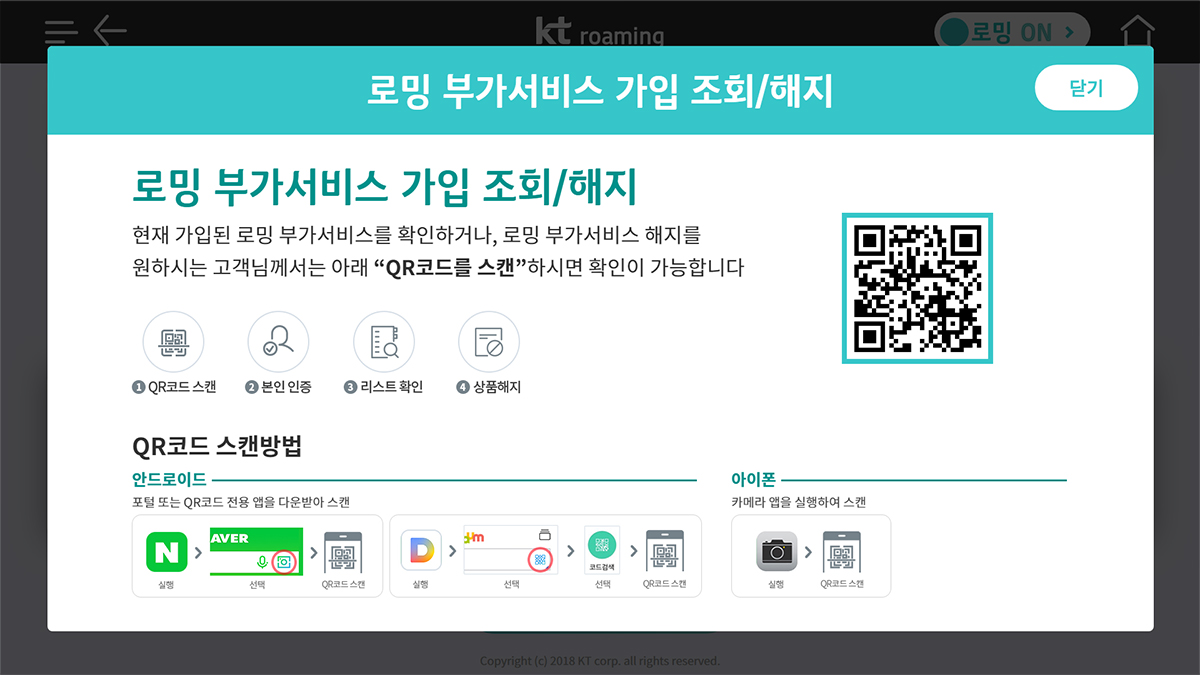 kt roaming
로밍 ON
로밍 부가서비스 가입 조회/해지
닫기
로밍 부가서비스 가입 조회/해지
현재 가입된 로밍 부가서비스를 확인하거나, 로밍 부가서비스 해지를
원하시는 고객님께서는 아래 “QR코드를 스캔”하시면 확인이 가능합니다
1 QR코드 스캔
2 본인 인증
3 리스트 확인
4 상품해지
QR코드 스캔방법
안드로이드
포털 또는 QR코드 전용 앱을 다운받아 스캔
N
AVER
실행
선택
QR코드 스캔
D
um
코드검색
실행
선택
선택
QR코드 스캔
아이폰
카메라 앱을 실행하여 스캔
실행
QR코드 스캔
Copyright (c) 2018 KT corp. all rights reserved.